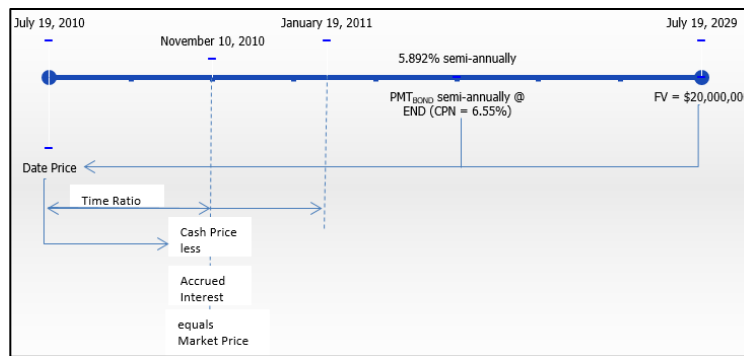 July 19, 2010
January 19, 2011
July 19, 2029
November 10, 2010
5.892% semi-annually
PMTBOND semi-annually @
END (CPN = 6.55%)
FV = $20,000,000
Date Price
Time Ratio
Cash Price
less
Accrued
Interest
equals
Market Price